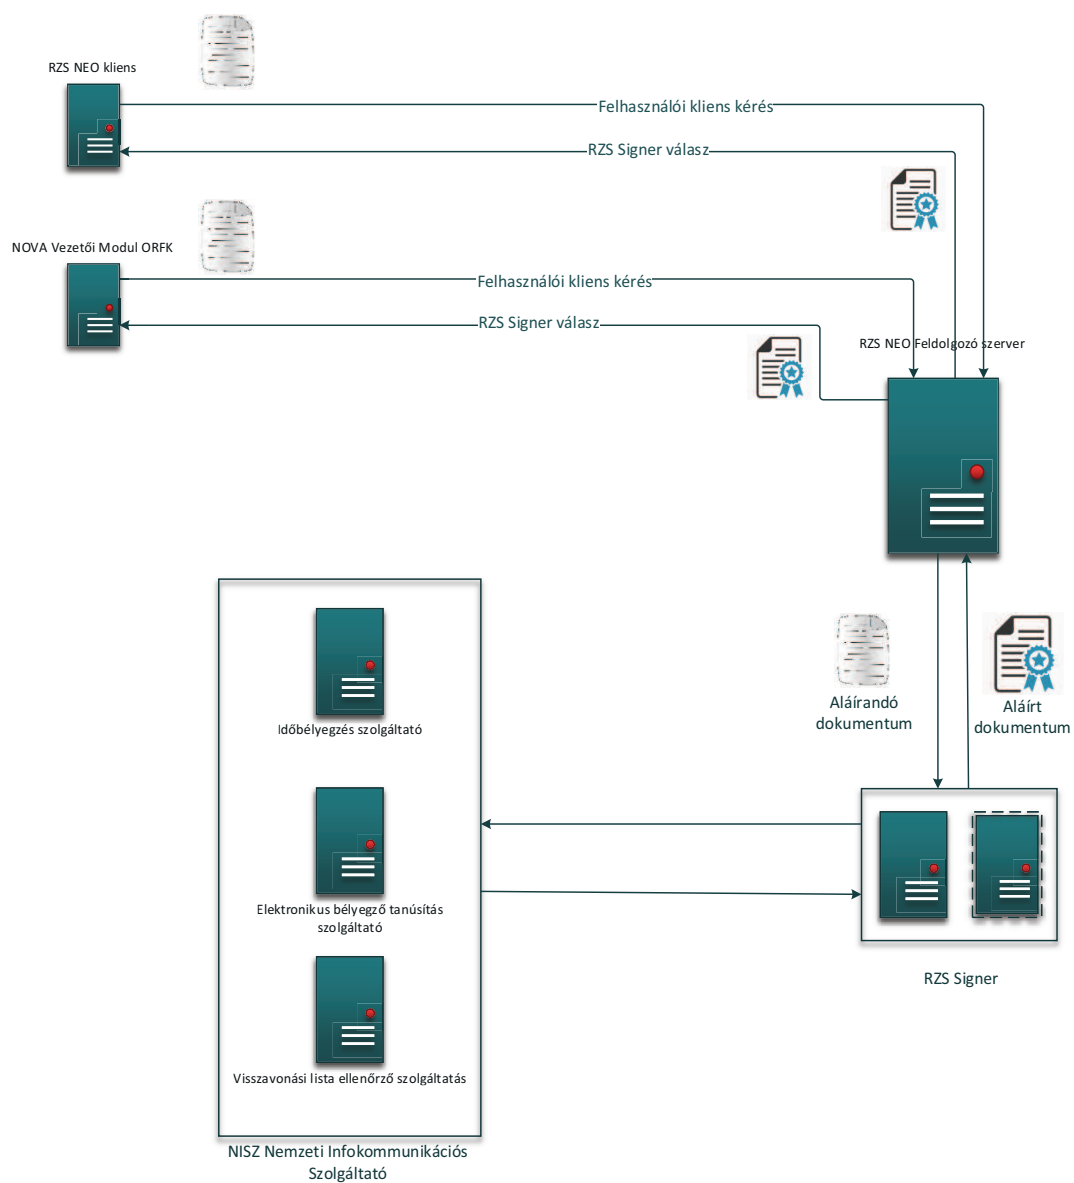 RZS NEO kliens
Felhasználói kliens kérés
RZS Signer válasz
NOVA Vezetői Modul ORFK
Felhasználói kliens kérés
RZS Signer válasz
RZS NEO Feldolgozó szerver
Aláírandó
dokumentum
Aláírt
dokumentum
Időbélyegzés szolgáltató
Elektronikus bélyegző tanúsítás
szolgáltató
RZS Signer
Visszavonási lista ellenőrző szolgáltatás
NISZ Nemzeti Infokommunikációs
Szolgáltató